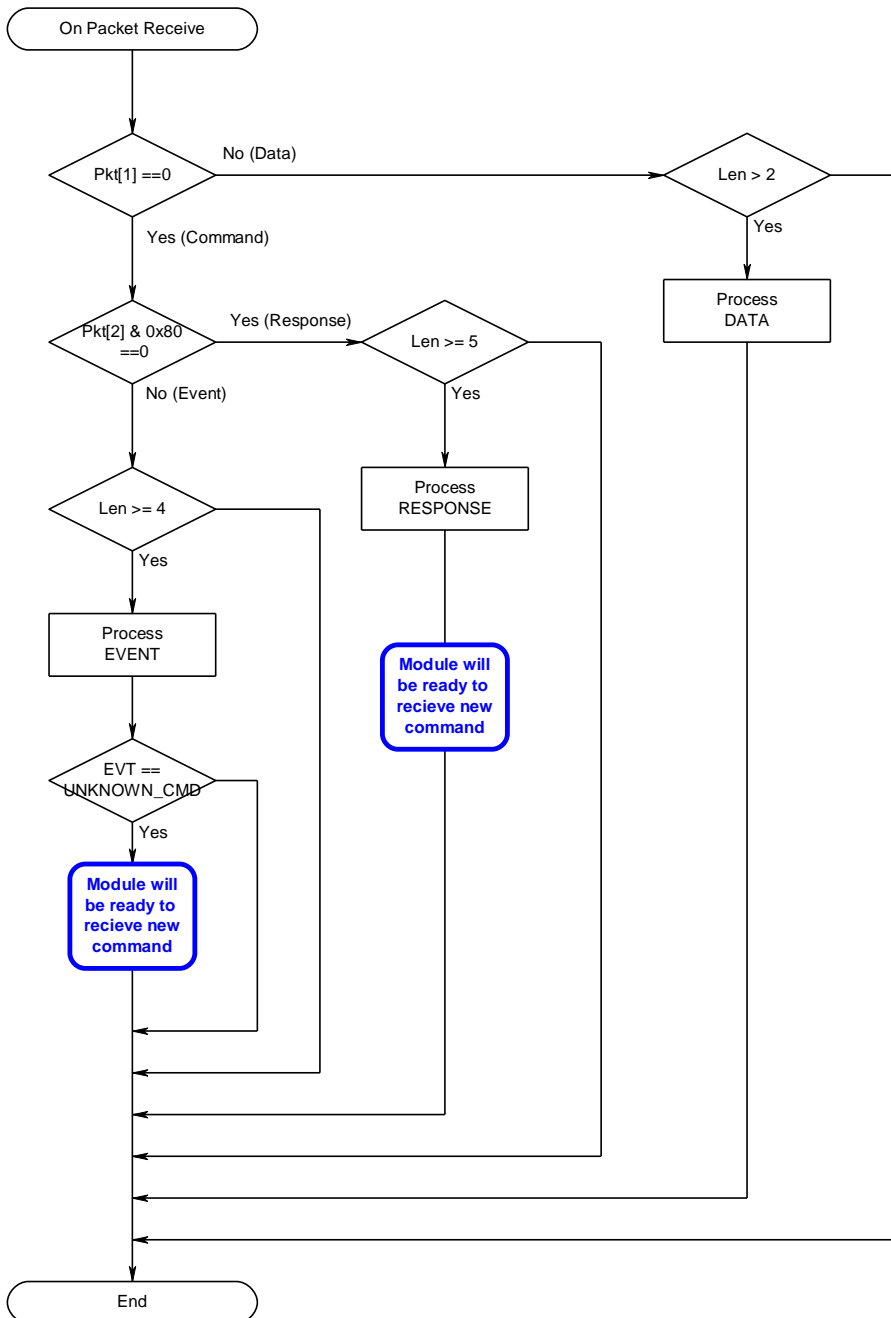 On Packet Receive
No (Data)
Pkt[1] ==0
Len > 2
Yes (Command)
Yes
Process
DATA
Pkt[2] & 0x80
==0
Yes (Response)
Len >= 5
No (Event)
Yes
Len >= 4
Process
RESPONSE
Yes
Process
EVENT
Module will
be ready to
recieve new
command
EVT ==
UNKNOWN_CMD
Yes
Module will
be ready to
recieve new
command
End